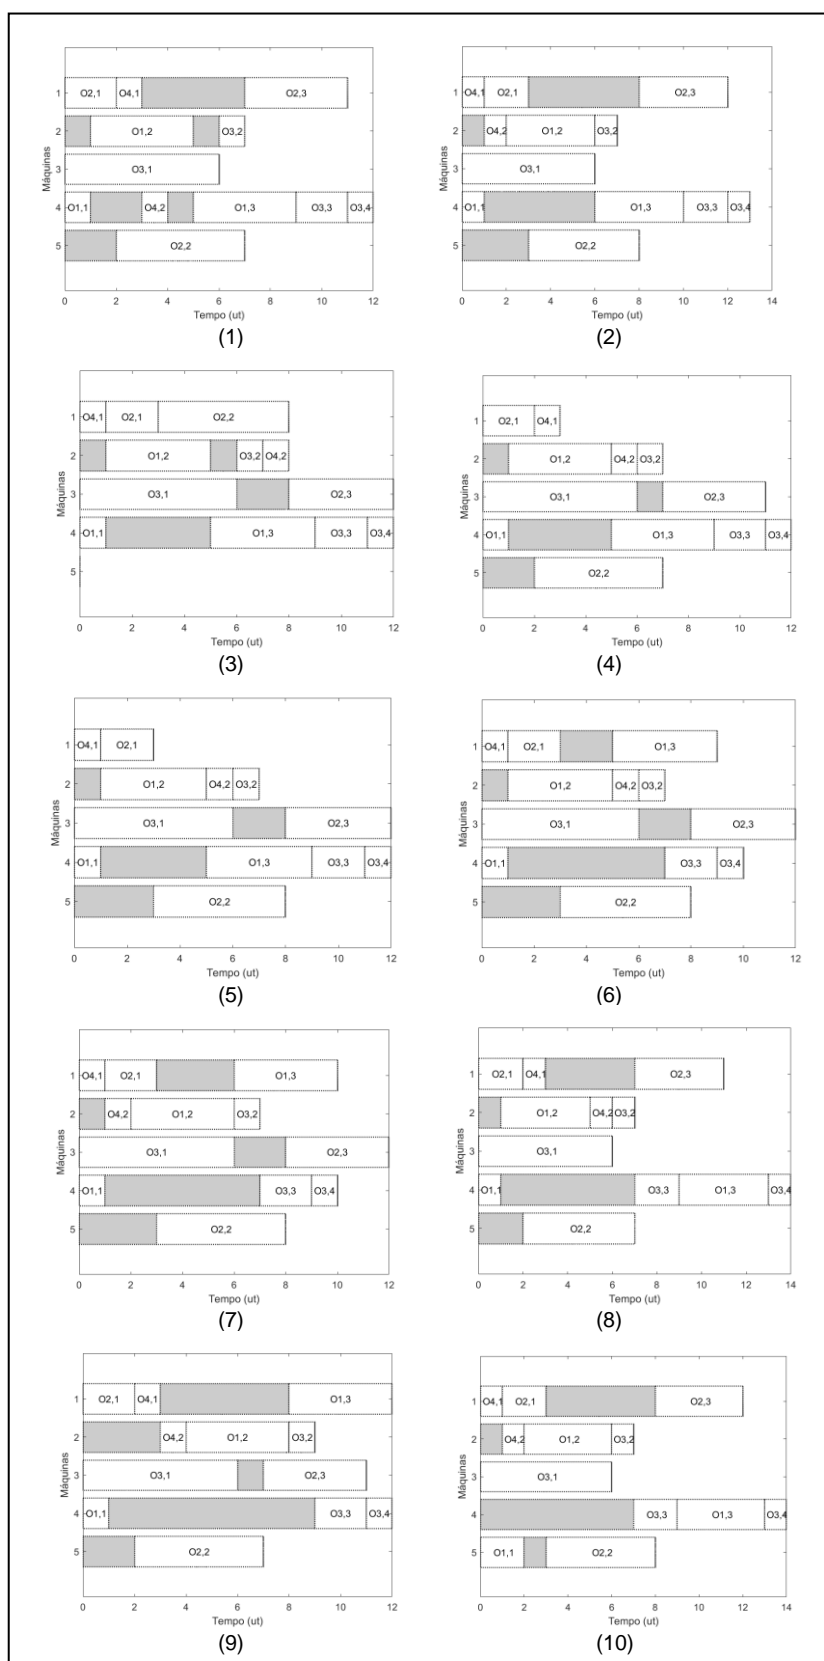 1 O2,1 O4,1 O2,3
2 O1,2 O3,2
3 O3,1
4 O1,1 O4,2 O1,3 O3,3 O3,4
5 O2,2
Máquinas
0 2 4 6 8 10 12
Tempo (ut)
(1)
1 O4,1 O2,1 O2,3
2 O4,2 O1,2 O3,2
3 O3,1
4 O1,1 O1,3 O3,3 O3,4
5 O2,2
Máquinas
0 2 4 6 8 10 12 14
Tempo (ut)
(2)
1 O4,1 O2,1 O2,2
2 O1,2 O3,2 O4,2
3 O3,1 O2,3
4 O1,1 O1,3 O3,3 O3,4
5
Máquinas
0 2 4 6 8 10 12
Tempo (ut)
(3)
1 O2,1 O4,1
2 O1,2 O4,2 O3,2
3 O3,1 O2,3
4 O1,1 O1,3 O3,3 O3,4
5 O2,2
Máquinas
0 2 4 6 8 10 12
Tempo (ut)
(4)
1 O4,1 O2,1
2 O1,2 O4,2 O3,2
3 O3,1 O2,3
4 O1,1 O1,3 O3,3 O3,4
5 O2,2
Máquinas
0 2 4 6 8 10 12
Tempo (ut)
(5)
1 O4,1 O2,1 O1,3
2 O1,2 O4,2 O3,2
3 O3,1 O2,3
4 O1,1 O3,3 O3,4
5 O2,2
Máquinas
0 2 4 6 8 10 12
Tempo (ut)
(6)
1 O4,1 O2,1 O1,3
2 O4,2 O1,2 O3,2
3 O3,1 O2,3
4 O1,1 O3,3 O3,4
5 O2,2
Máquinas
0 2 4 6 8 10 12
Tempo (ut)
(7)
1 O2,1 O4,1 O2,3
2 O1,2 O4,2 O3,2
3 O3,1
4 O1,1 O3,3 O1,3 O3,4
5 O2,2
Máquinas
0 2 4 6 8 10 12 14
Tempo (ut)
(8)
1 O2,1 O4,1 O1,3
2 O4,2 O1,2 O3,2
3 O3,1 O2,3
4 O1,1 O3,3 O3,4
5 O2,2
Máquinas
0 2 4 6 8 10 12
Tempo (ut)
(9)
1 O4,1 O2,1 O2,3
2 O4,2 O1,2 O3,2
3 O3,1
4 O3,3 O1,3 O3,4
5 O1,1 O2,2
Máquinas
0 2 4 6 8 10 12 14
Tempo (ut)
(10)